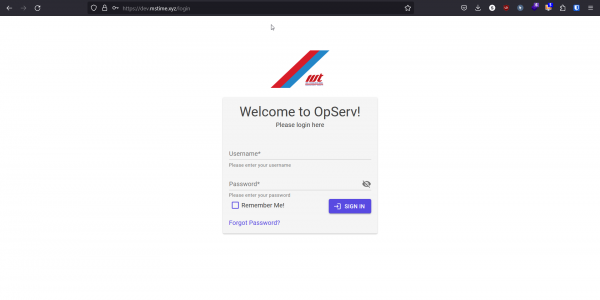 https://dev.mstime.xyz/login
mst
Welcome to OpServ!
Please login here
Username*
Please enter your username
Password*
Please enter your password
Remember Me!
SIGN IN
Forgot Password?